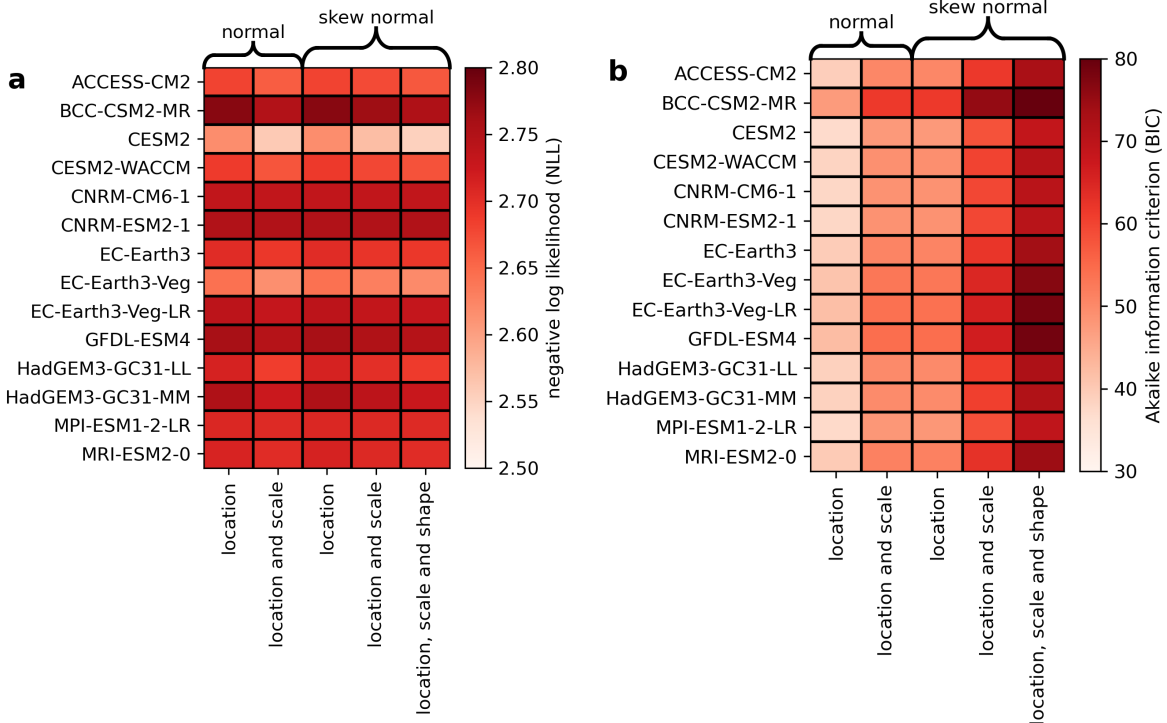 a
normal
skew normal
ACCESS-CM2
BCC-CSM2-MR
CESM2
CESM2-WACCM
CNRM-CM6-1
CNRM-ESM2-1
EC-Earth3
EC-Earth3-Veg
EC-Earth3-Veg-LR
GFDL-ESM4
HadGEM3-GC31-LL
HadGEM3-GC31-MM
MPI-ESM1-2-LR
MRI-ESM2-0
location
location and scale
location
location and scale
location, scale and shape
2.80
2.75
2.70
2.65
2.60
2.55
2.50
negative log likelihood (NLL)
b
normal
skew normal
ACCESS-CM2
BCC-CSM2-MR
CESM2
CESM2-WACCM
CNRM-CM6-1
CNRM-ESM2-1
EC-Earth3
EC-Earth3-Veg
EC-Earth3-Veg-LR
GFDL-ESM4
HadGEM3-GC31-LL
HadGEM3-GC31-MM
MPI-ESM1-2-LR
MRI-ESM2-0
location
location and scale
location
location and scale
location, scale and shape
80
70
60
50
40
30
Akaike information criterion (BIC)